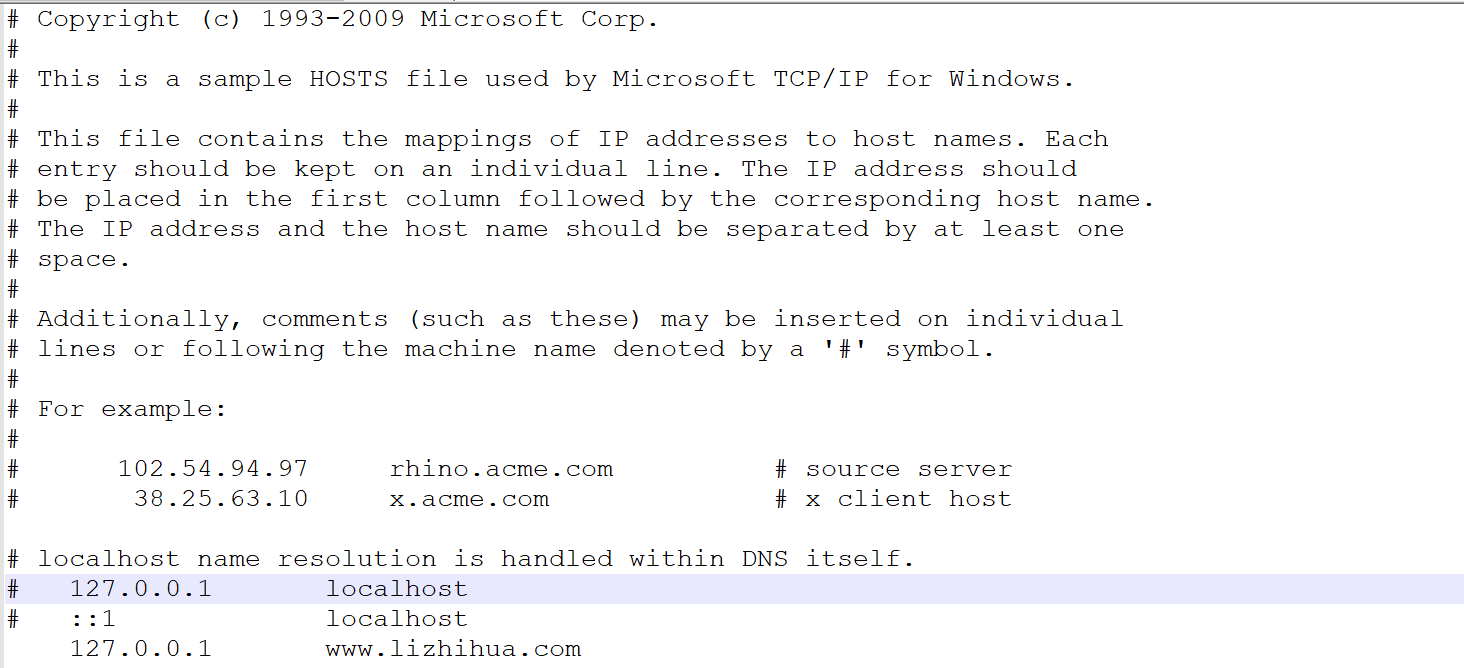 # Copyright (c) 1993-2009 Microsoft Corp.
#
# This is a sample HOSTS file used by Microsoft TCP/IP for Windows.
#
# This file contains the mappings of IP addresses to host names. Each
# entry should be kept on an individual line. The IP address should
# be placed in the first column followed by the corresponding host name.
# The IP address and the host name should be separated by at least one
# space.
#
# Additionally, comments (such as these) may be inserted on individual
# lines or following the machine name denoted by a '#' symbol.
#
# For example:
#
#      102.54.94.97     rhino.acme.com          # source server
#       38.25.63.10     x.acme.com              # x client host

# localhost name resolution is handled within DNS itself.
#   127.0.0.1       localhost
#   ::1             localhost
    127.0.0.1       www.lizhihua.com